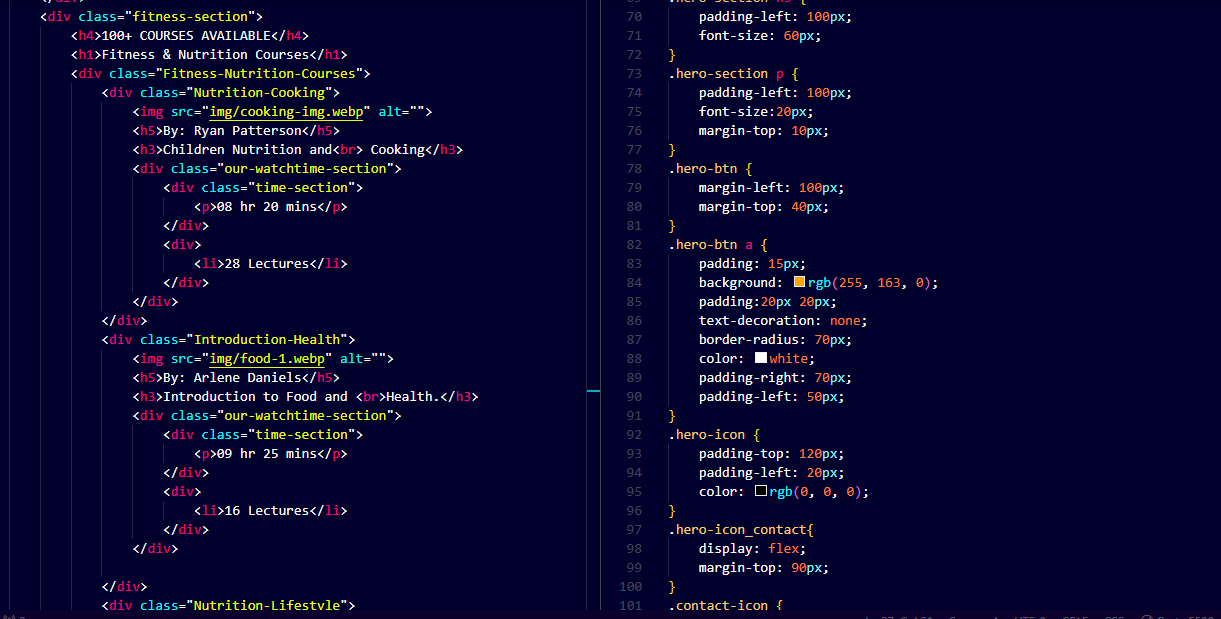 <div class="fitness-section">
<h4>100+ COURSES AVAILABLE</h4>
<h1>Fitness & Nutrition Courses</h1>
<div class="Fitness-Nutrition-Courses">
<div class="Nutrition-Cooking">
<img src="img/cooking-img.webp" alt="">
<h5>By: Ryan Patterson</h5>
<h3>Children Nutrition and<br> Cooking</h3>
<div class="our-watchtime-section">
<div class="time-section">
<p>08 hr 20 mins</p>
</div>
<div>
<li>28 Lectures</li>
</div>
</div>
</div>
<div class="Introduction-Health">
<img src="img/food-1.webp" alt="">
<h5>By: Arlene Daniels</h5>
<h3>Introduction to Food and <br>Health.</h3>
<div class="our-watchtime-section">
<div class="time-section">
<p>09 hr 25 mins</p>
</div>
<div>
<li>16 Lectures</li>
</div>
</div>
</div>
<div class="Nutrition-Lifestyle">
70 padding-left: 100px;
71 font-size: 60px;
72 }
73 .hero-section p {
74 padding-left: 100px;
75 font-size:20px;
76 margin-top: 10px;
77 }
78 .hero-btn {
79 margin-left: 100px;
80 margin-top: 40px;
81 }
82 .hero-btn a {
83 padding: 15px;
84 background: rgb(255, 163, 0);
85 padding:20px 20px;
86 text-decoration: none;
87 border-radius: 70px;
88 color: white;
89 padding-right: 70px;
90 padding-left: 50px;
91 }
92 .hero-icon {
93 padding-top: 120px;
94 padding-left: 20px;
95 color: rgb(0, 0, 0);
96 }
97 .hero-icon_contact{
98 display: flex;
99 margin-top: 90px;
100 }
101 .contact-icon {